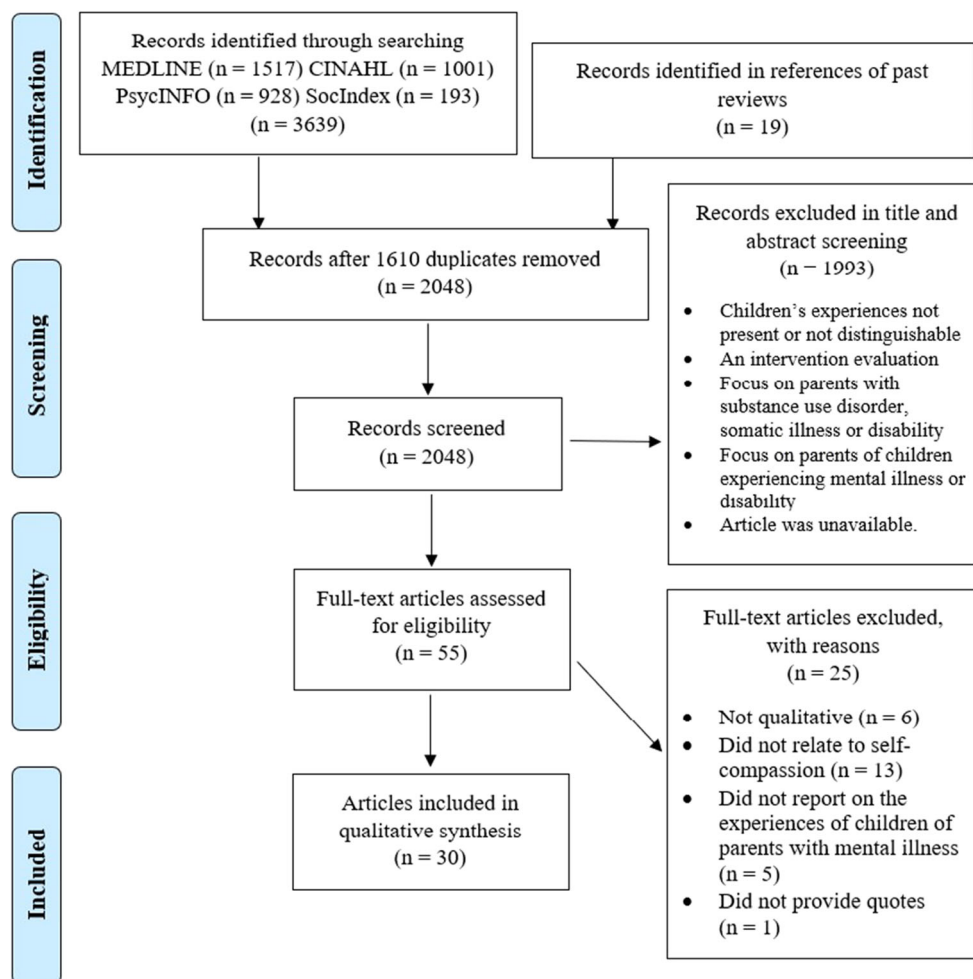 Identification
Records identified through searching
MEDLINE (n = 1517) CINAHL (n = 1001)
PsycINFO (n = 928) SocIndex (n = 193)
(n = 3639)
Records identified in references of past
reviews
(n = 19)
Records after 1610 duplicates removed
(n = 2048)
Screening
Records screened
(n = 2048)
Records excluded in title and
abstract screening
(n − 1993)
• Children’s experiences not
present or not distinguishable
• An intervention evaluation
• Focus on parents with
substance use disorder,
somatic illness or disability
• Focus on parents of children
experiencing mental illness or
disability
• Article was unavailable.
Eligibility
Full-text articles assessed
for eligibility
(n = 55)
Full-text articles excluded,
with reasons
(n = 25)
• Not qualitative (n = 6)
• Did not relate to self-
compassion (n = 13)
• Did not report on the
experiences of children of
parents with mental illness
(n = 5)
• Did not provide quotes
(n = 1)
Included
Articles included in
qualitative synthesis
(n = 30)